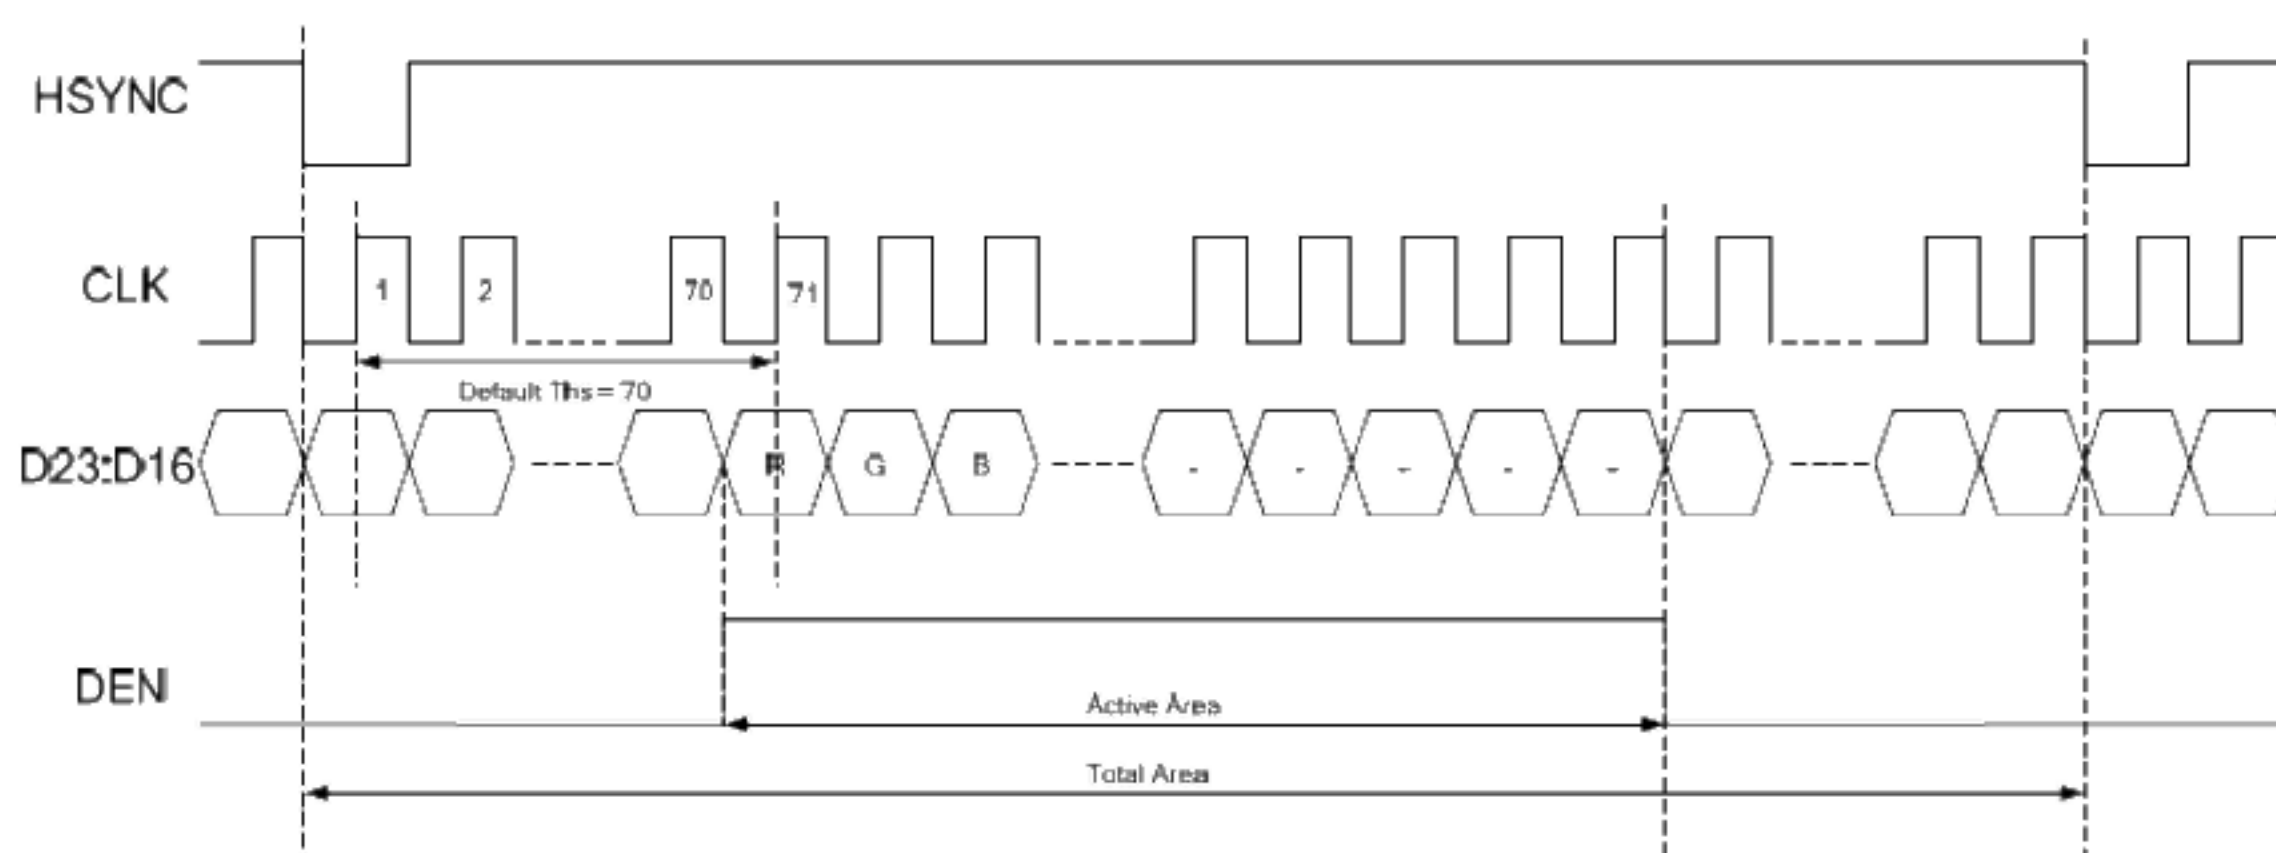 HSYNC
CLK
1
2
70
71
Default Ths = 70
D23:D16
R
G
B
-
-
-
-
-
DEN
Active Area
Total Area